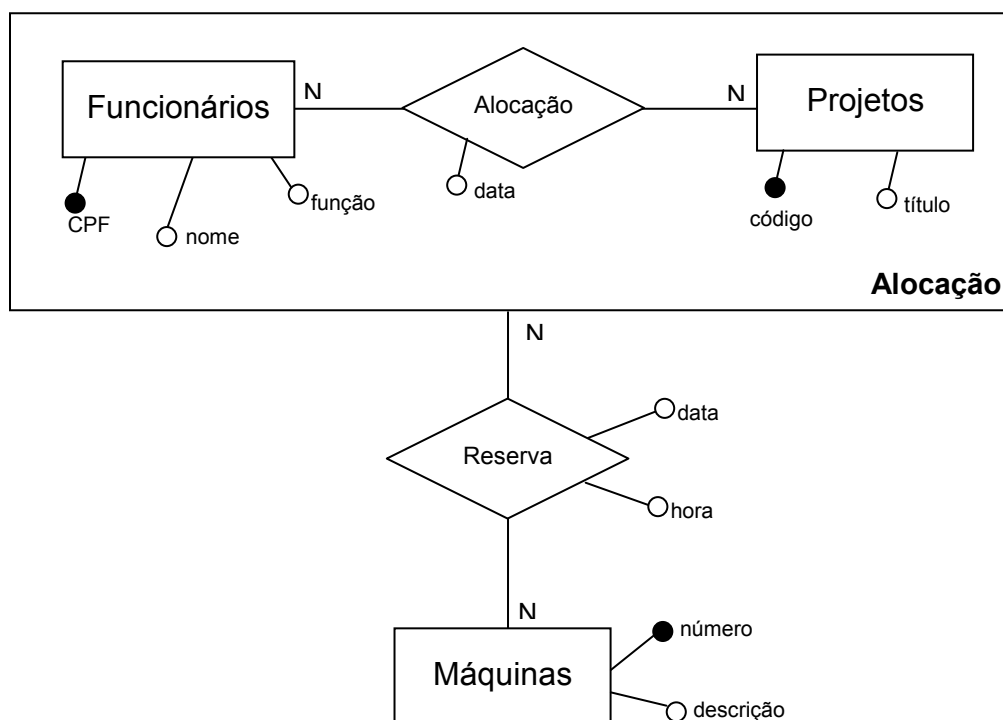 Funcionários N Alocação N Projetos
data
função
CPF
nome
código
título
Alocação
N
data
Reserva
hora
N
número
Máquinas
descrição